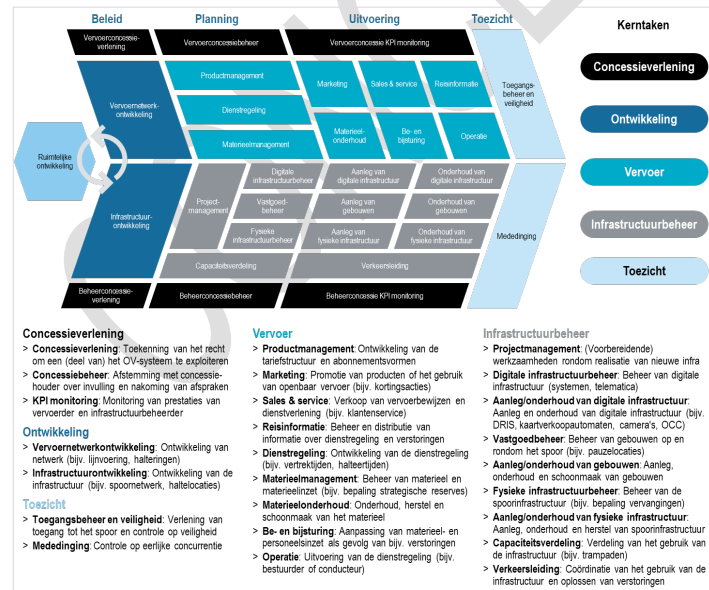 Beleid
Planning
Uitvoering
Toezicht
Kerntaken
Vervoerconcessie-
verlening
Vervoerconcessiebeheer
Vervoerconcessie KPI monitoring
Concessieverlening
Ontwikkeling
Vervoer
Infrastructuurbeheer
Toezicht
Ruimtelijke
ontwikkeling
Vervoernetwerk-
ontwikkeling
Infrastructuur-
ontwikkeling
Productmanagement
Dienstregeling
Materieelmanagement
Marketing
Sales & service
Reisinformatie
Materieel-
onderhoud
Be- en
bijsturing
Operatie
Toegangs-
beheer en
veiligheid
Mededinging
Project-
management
Digitale
infrastructuurbeheer
Aanleg van
digitale infrastructuur
Onderhoud van
digitale infrastructuur
Vastgoed-
beheer
Aanleg van
gebouwen
Onderhoud van
gebouwen
Fysieke
infrastructuurbeheer
Aanleg van
fysieke infrastructuur
Onderhoud van
fysieke infrastructuur
Capaciteitsverdeling
Verkeersleiding
Beheerconcessie-
verlening
Beheerconcessiebeheer
Beheerconcessie KPI monitoring
Concessieverlening
> Concessieverlening: Toekenning van het recht
om een (deel van) het OV-systeem te exploiteren
> Concessiebeheer: Afstemming met concessie-
houder over invulling en nakoming van afspraken
> KPI monitoring: Monitoring van prestaties van
vervoerder en infrastructuurbeheerder
Ontwikkeling
> Vervoernetwerkontwikkeling: Ontwikkeling van
netwerk (bijv. lijnvoering, halteringen)
> Infrastructuurontwikkeling: Ontwikkeling van de
infrastructuur (bijv. spoornetwerk, haltelocaties)
Toezicht
> Toegangsbeheer en veiligheid: Verlening van
toegang tot het spoor en controle op veiligheid
> Mededinging: Controle op eerlijke concurrentie
Vervoer
> Productmanagement: Ontwikkeling van de
tariefstructuur en abonnementsvormen
> Marketing: Promotie van producten of het gebruik
van openbaar vervoer (bijv. kortingsacties)
> Sales & service: Verkoop van vervoerbewijzen en
dienstverlening (bijv. klantenservice)
> Reisinformatie: Beheer en distributie van
informatie over dienstregeling en verstoringen
> Dienstregeling: Ontwikkeling van de dienstregeling
(bijv. vertrektijden, halteertijden)
> Materieelmanagement: Beheer van materieel en
materieelinzet (bijv. bepaling strategische reserves)
> Materieelonderhoud: Onderhoud, herstel en
schoonmaak van het materieel
> Be- en bijsturing: Aanpassing van materieel- en
personeelsinzet als gevolg van bijv. verstoringen
> Operatie: Uitvoering van de dienstregeling (bijv.
bestuurder of conducteur)
Infrastructuurbeheer
> Projectmanagement: (Voorbereidende)
werkzaamheden rondom realisatie van nieuwe infra
> Digitale infrastructuurbeheer: Beheer van digitale
infrastructuur (systemen, telematica)
> Aanleg/onderhoud van digitale infrastructuur:
Aanleg en onderhoud van digitale infrastructuur (bijv.
DRIS, kaartverkoopautomaten, camera's, OCC)
> Vastgoedbeheer: Beheer van gebouwen op en
rondom het spoor (bijv. pauzelocaties)
> Aanleg/onderhoud van gebouwen: Aanleg,
onderhoud en schoonmaak van gebouwen
> Fysieke infrastructuurbeheer: Beheer van de
spoorinfrastructuur (bijv. bepaling vervangingen)
> Aanleg/onderhoud van fysieke infrastructuur:
Aanleg, onderhoud en herstel van spoorinfrastructuur
> Capaciteitsverdeling: Verdeling van het gebruik van
de infrastructuur (bijv. trampaden)
> Verkeersleiding: Coördinatie van het gebruik van de
infrastructuur en oplossen van verstoringen